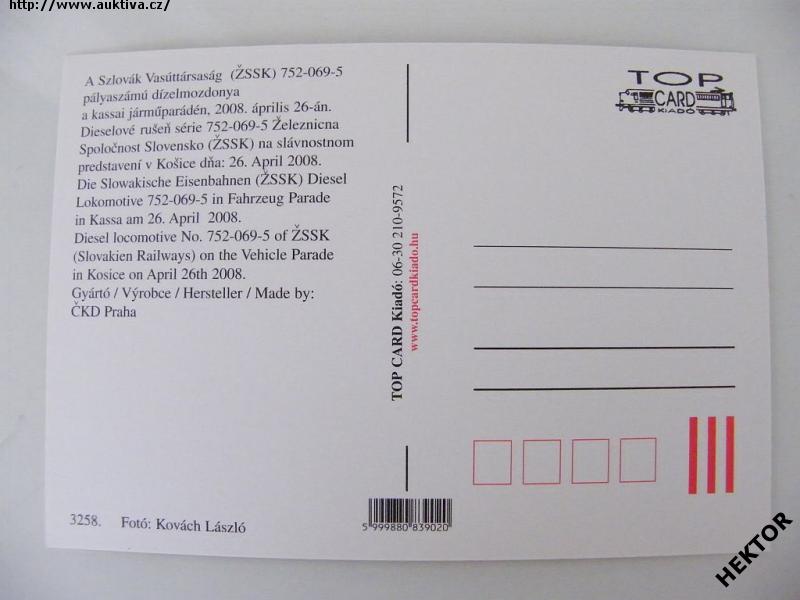 http://www.auktiva.cz/
A Szlovák Vasúttársaság (ŽSSK) 752-069-5
pályaszámú dízelmozdonya
a kassai járműparádén, 2008. április 26-án.
Dieselové rušeň série 752-069-5 Železnicna
Spoločnost Slovensko (ŽSSK) na slávnostnom
predstavení v Košice dňa: 26. April 2008.
Die Slowakische Eisenbahnen (ŽSSK) Diesel
Lokomotive 752-069-5 in Fahrzeug Parade
in Kassa am 26. April 2008.
Diesel locomotive No. 752-069-5 of ŽSSK
(Slovakien Railways) on the Vehicle Parade
in Kosice on April 26th 2008.
Gyártó / Výrobce / Hersteller / Made by:
ČKD Praha
3258. Fotó: Kovách László
TOP CARD Kiadó: 06-30 210-9572
www.topcardkiado.hu
5 999880 839020
TOP
CARD
KIADÓ
HEKTOR